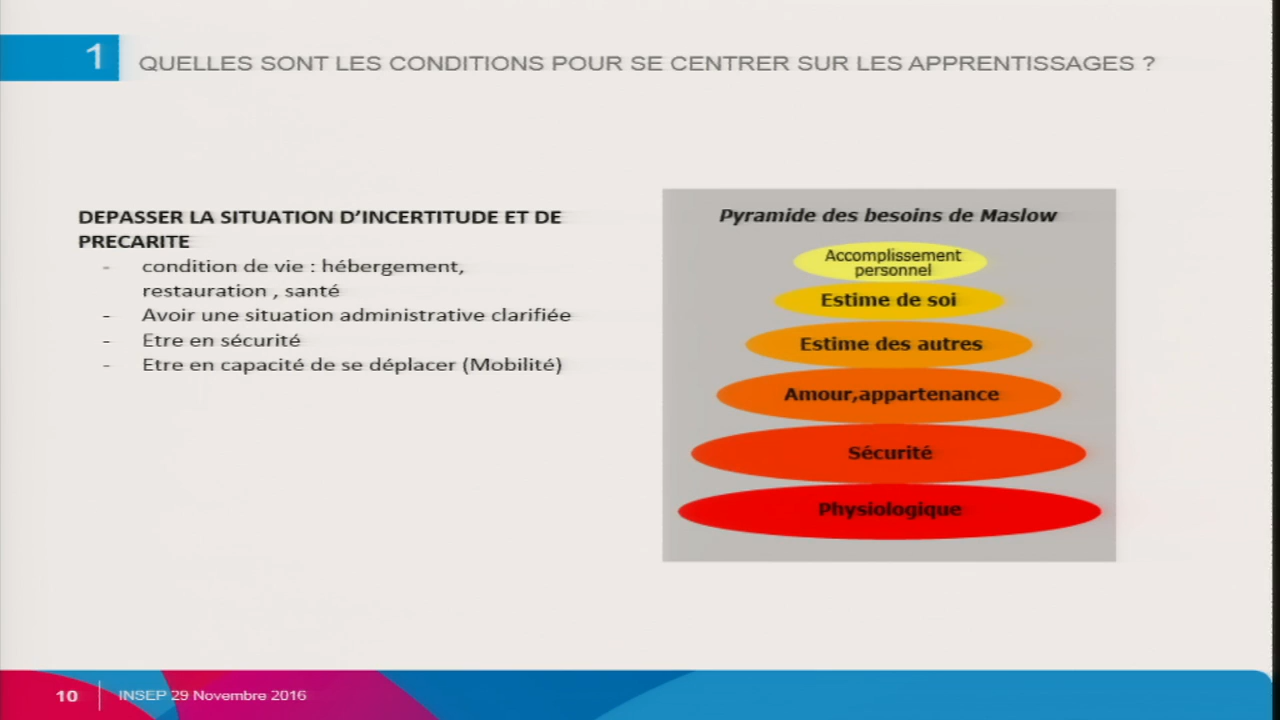 1
QUELLES SONT LES CONDITIONS POUR SE CENTRER SUR LES APPRENTISSAGES ?
DEPASSER LA SITUATION D'INCERTITUDE ET DE
PRECARITE
- condition de vie : hébergement,
restauration , santé
- Avoir une situation administrative clarifiée
- Etre en sécurité
- Etre en capacité de se déplacer (Mobilité)
Pyramide des besoins de Maslow
Accomplissement
personnel
Estime de soi
Estime des autres
Amour,appartenance
Sécurité
Physiologique
10
INSEP 29 Novembre 2016